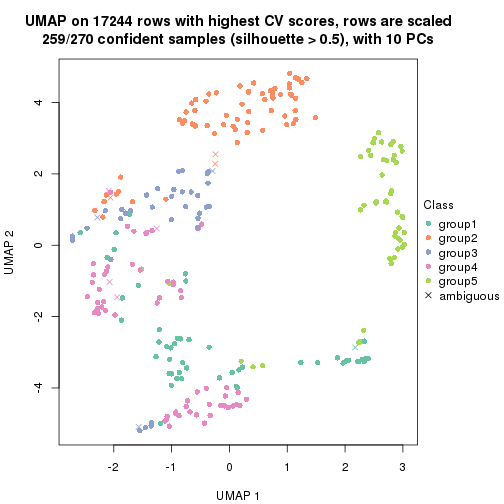 UMAP on 17244 rows with highest CV scores, rows are scaled
259/270 confident samples (silhouette > 0.5), with 10 PCs
4
2
0
-2
-4
UMAP 2
-2
-1
0
1
2
3
UMAP 1
Class
group1
group2
group3
group4
group5
ambiguous